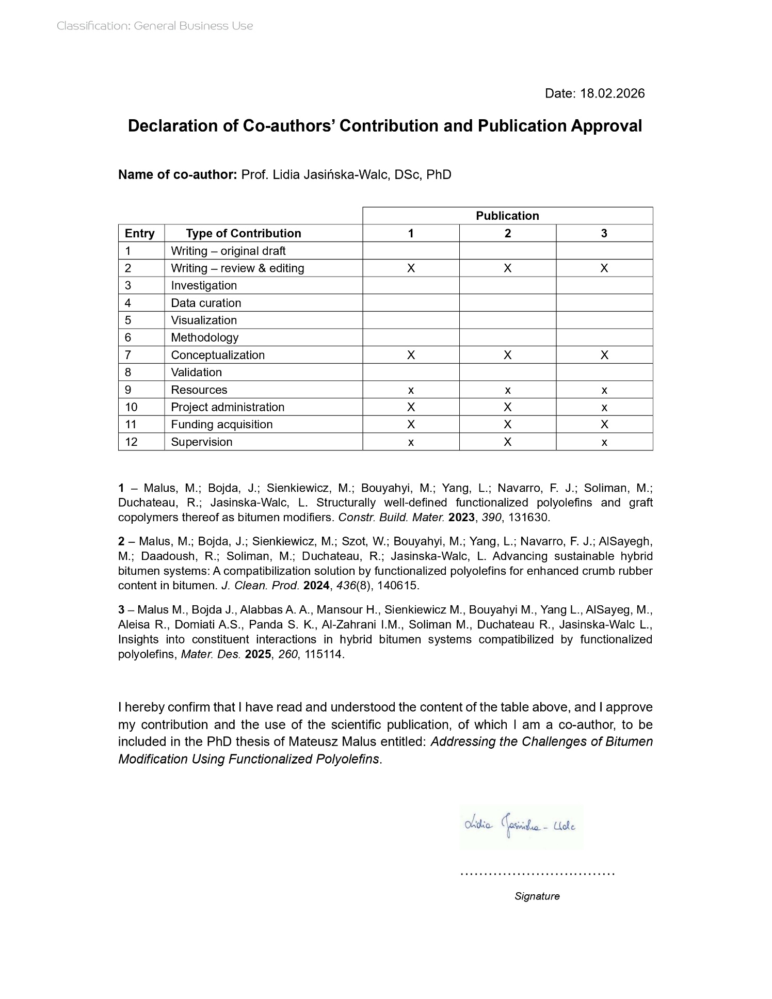 Classification: General Business Use
Date: 18.02.2026
Declaration of Co-authors’ Contribution and Publication Approval
Name of co-author: Prof. Lidia Jasińska-Walc, DSc, PhD
Publication
Entry Type of Contribution 1 2 3
1 Writing – original draft
2 Writing – review & editing X X X
3 Investigation
4 Data curation
5 Visualization
6 Methodology
7 Conceptualization X X X
8 Validation
9 Resources x x x
10 Project administration X X x
11 Funding acquisition X X X
12 Supervision x X x
1 – Malus, M.; Bojda, J.; Sienkiewicz, M.; Bouyahyi, M.; Yang, L.; Navarro, F. J.; Soliman, M.;
Duchateau, R.; Jasinska-Walc, L. Structurally well-defined functionalized polyolefins and graft
copolymers thereof as bitumen modifiers. Constr. Build. Mater. 2023, 390, 131630.
2 – Malus, M.; Bojda, J.; Sienkiewicz, M.; Szot, W.; Bouyahyi, M.; Yang, L.; Navarro, F. J.; AlSayegh,
M.; Daadoush, R.; Soliman, M.; Duchateau, R.; Jasinska-Walc, L. Advancing sustainable hybrid
bitumen systems: A compatibilization solution by functionalized polyolefins for enhanced crumb rubber
content in bitumen. J. Clean. Prod. 2024, 436(8), 140615.
3 – Malus M., Bojda J., Alabbas A. A., Mansour H., Sienkiewicz M., Bouyahyi M., Yang L., AlSayeg, M.,
Aleisa R., Domiati A.S., Panda S. K., Al-Zahrani I.M., Soliman M., Duchateau R., Jasinska-Walc L.,
Insights into constituent interactions in hybrid bitumen systems compatibilized by functionalized
polyolefins, Mater. Des. 2025, 260, 115114.
I hereby confirm that I have read and understood the content of the table above, and I approve
my contribution and the use of the scientific publication, of which I am a co-author, to be
included in the PhD thesis of Mateusz Malus entitled: Addressing the Challenges of Bitumen
Modification Using Functionalized Polyolefins.
Lidia Jasińska-Walc
.................................
Signature